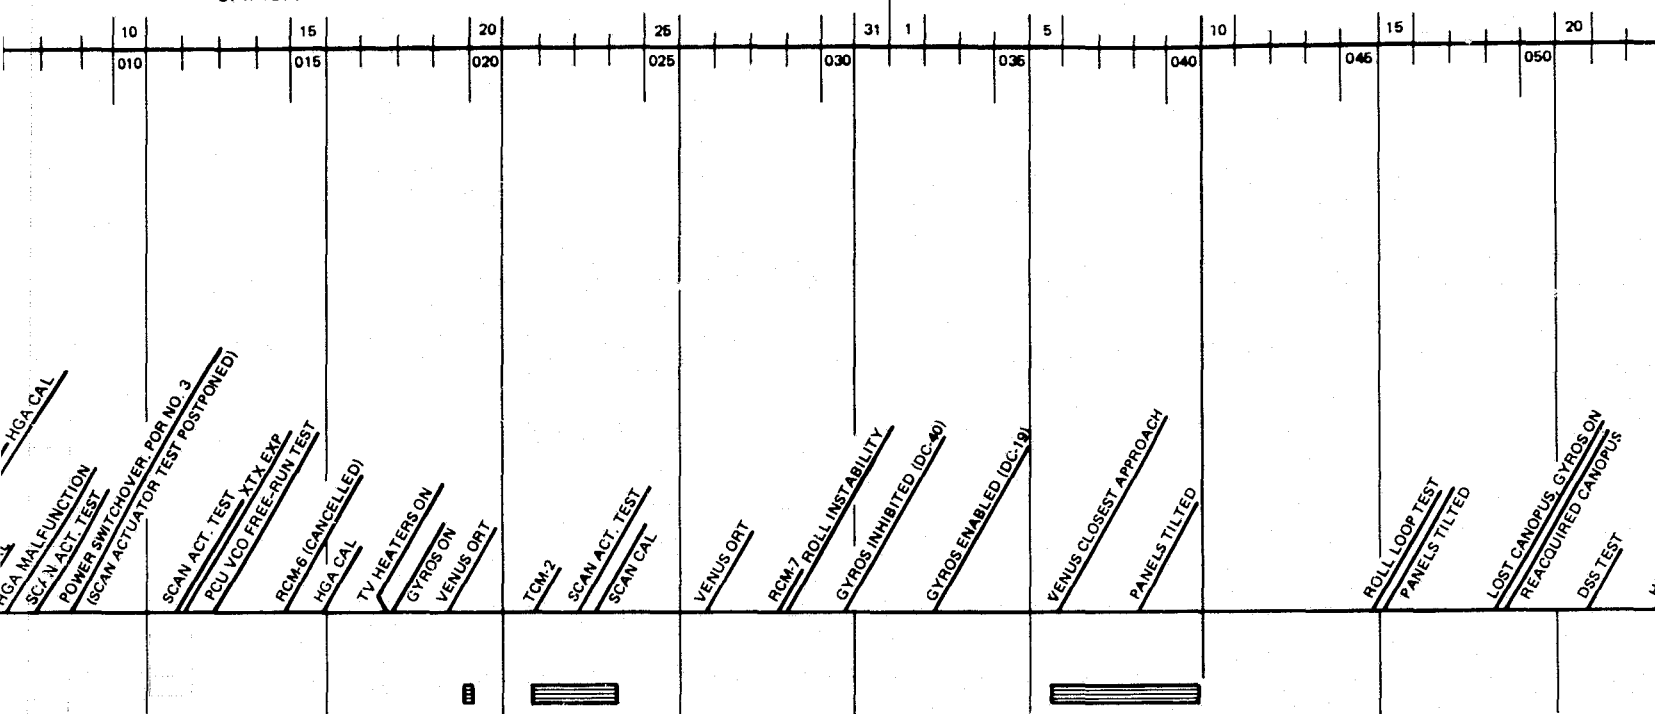 10 15 20 25 31 1 5 10 15 20
010 015 020 025 030 036 040 046 050
HGA CAL
HGA MALFUNCTION
SCAN ACT. TEST
POWER SWITCHOVER. POR NO. 3
(SCAN ACTUATOR TEST POSTPONED)
SCAN ACT. TEST
XTX EXP
PCU VCO FREE-RUN TEST
RCM-6 (CANCELLED)
HGA CAL
TV HEATERS ON
GYROS ON
VENUS ORT
TCM-2
SCAN ACT. TEST
SCAN CAL
VENUS ORT
RCM-7
ROLL INSTABILITY
GYROS INHIBITED (DC-40)
GYROS ENABLED (DC-19)
VENUS CLOSEST APPROACH
PANELS TILTED
ROLL LOOP TEST
PANELS TILTED
LOST CANOPUS, GYROS ON
REACQUIRED CANOPUS
DSS TEST